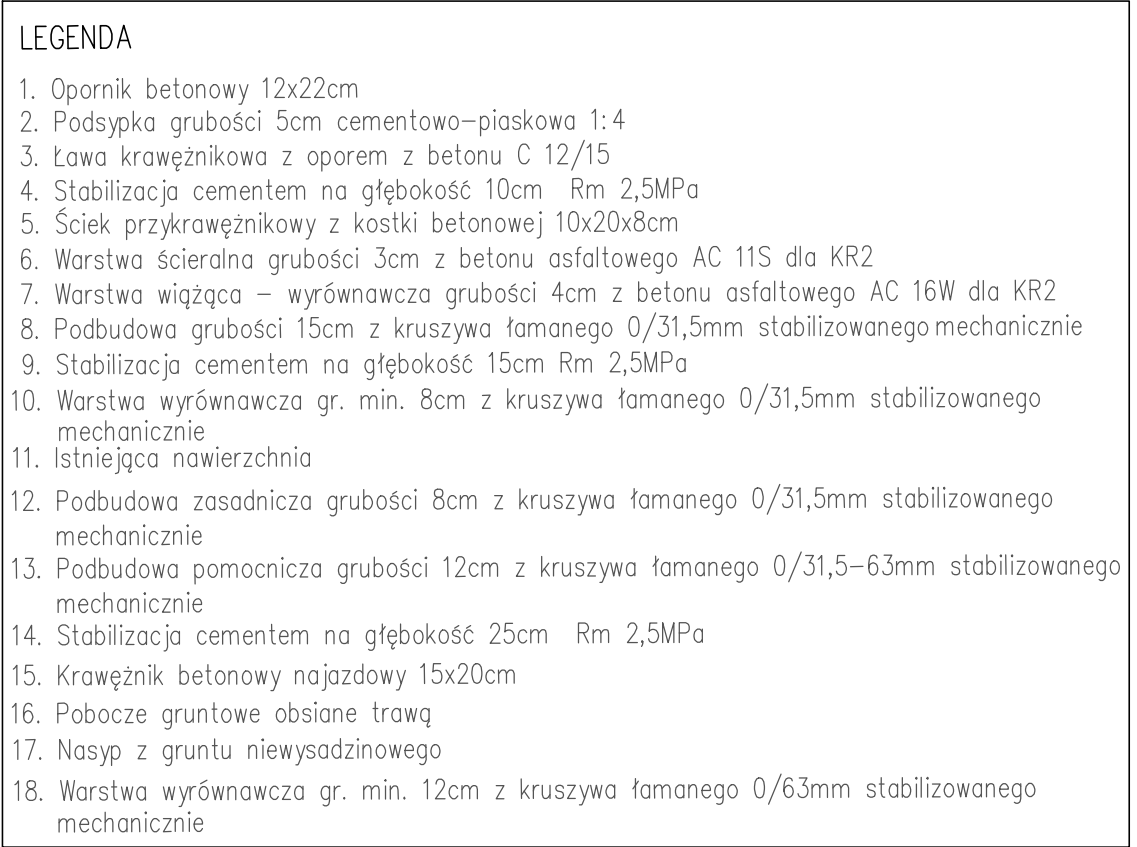 LEGENDA
1. Opornik betonowy 12x22cm
2. Podsypka grubości 5cm cementowo-piaskowa 1:4
3. Ława krawężnikowa z oporem z betonu C 12/15
4. Stabilizacja cementem na głębokość 10cm Rm 2,5MPa
5. Ściek przykrawężnikowy z kostki betonowej 10x20x8cm
6. Warstwa ścieralna grubości 3cm z betonu asfaltowego AC 11S dla KR2
7. Warstwa wiążąca - wyrównawcza grubości 4cm z betonu asfaltowego AC 16W dla KR2
8. Podbudowa grubości 15cm z kruszywa łamanego 0/31,5mm stabilizowanego mechanicznie
9. Stabilizacja cementem na głębokość 15cm Rm 2,5MPa
10. Warstwa wyrównawcza gr. min. 8cm z kruszywa łamanego 0/31,5mm stabilizowanego
mechanicznie
11. Istniejąca nawierzchnia
12. Podbudowa zasadnicza grubości 8cm z kruszywa łamanego 0/31,5mm stabilizowanego
mechanicznie
13. Podbudowa pomocnicza grubości 12cm z kruszywa łamanego 0/31,5-63mm stabilizowanego
mechanicznie
14. Stabilizacja cementem na głębokość 25cm Rm 2,5MPa
15. Krawężnik betonowy najazdowy 15x20cm
16. Pobocze gruntowe obsiane trawą
17. Nasyp z gruntu niewysadzinowego
18. Warstwa wyrównawcza gr. min. 12cm z kruszywa łamanego 0/63mm stabilizowanego
mechanicznie